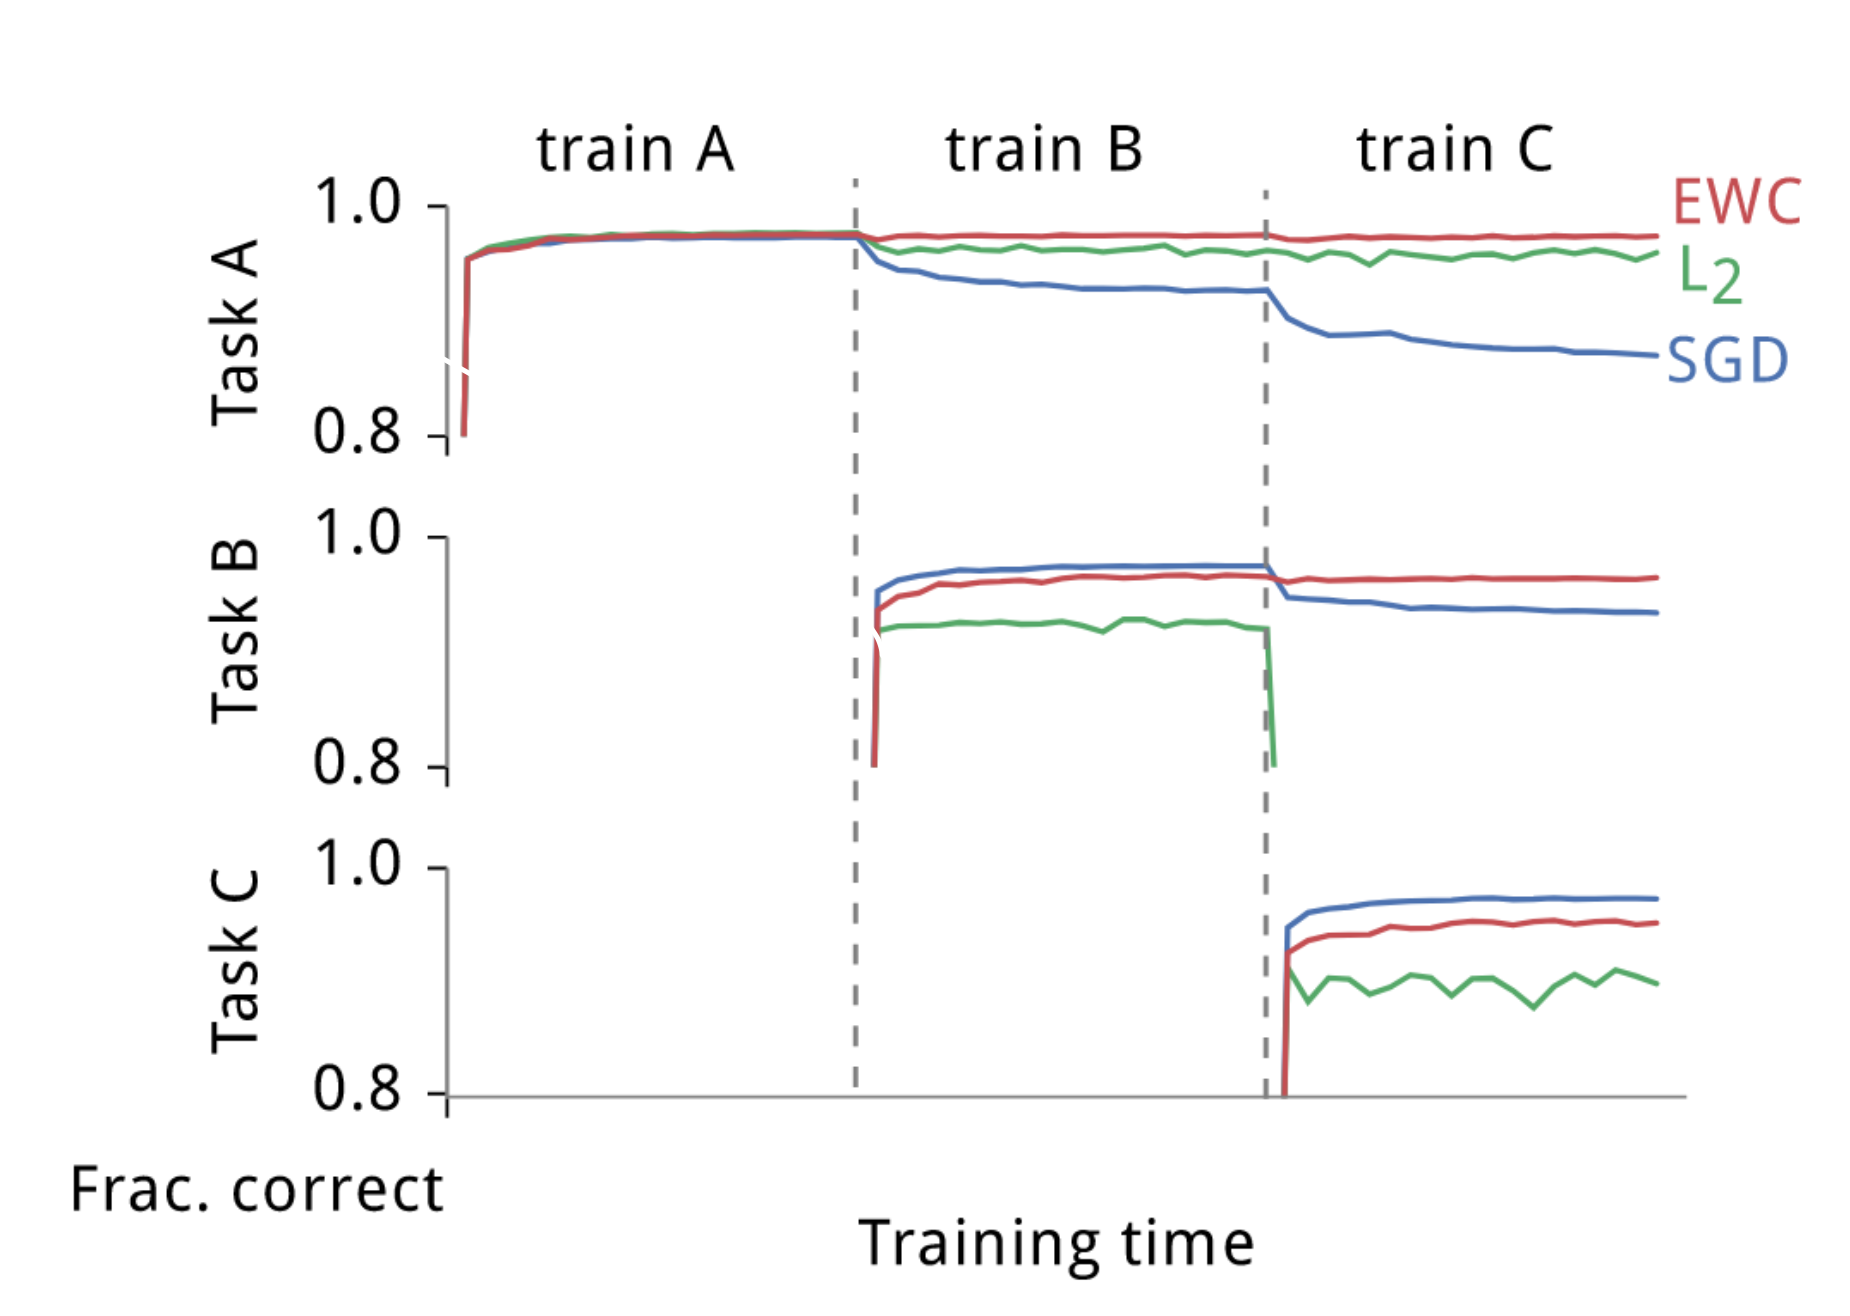 train A train B train C
1.0
EWC
Task A
L2
SGD
0.8
1.0
Task B
0.8
1.0
Task C
0.8
Frac. correct
Training time